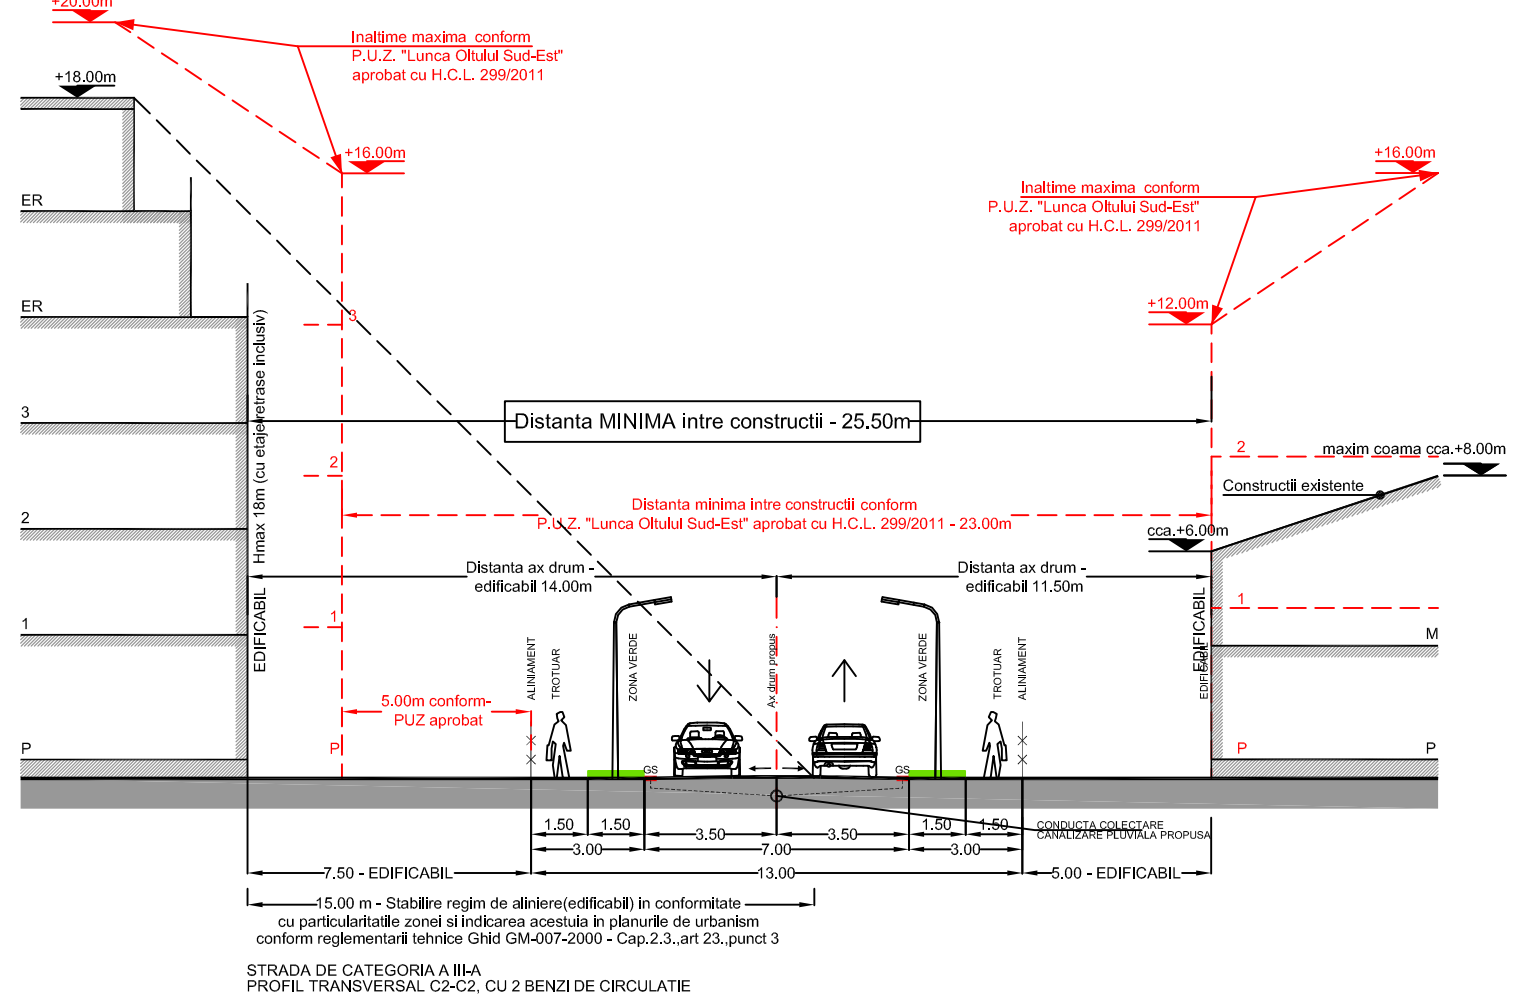 +20.00m
Inaltime maxima conform
P.U.Z. "Lunca Oltului Sud-Est"
aprobat cu H.C.L. 299/2011
+18.00m
+16.00m
+16.00m
Inaltime maxima conform
P.U.Z. "Lunca Oltului Sud-Est"
aprobat cu H.C.L. 299/2011
ER
ER
+12.00m
3
3
Hmax 18m (cu etaje retrase inclusiv)
Distanta MINIMA intre constructii - 25.50m
2
2
maxim coama cca.+8.00m
Constructii existente
Distanta minima intre constructii conform
P.U.Z. "Lunca Oltului Sud-Est" aprobat cu H.C.L. 299/2011 - 23.00m
2
cca.+6.00m
Distanta ax drum -
edificabil 14.00m
Distanta ax drum -
edificabil 11.50m
EDIFICABIL
EDIFICABIL
EDIFICABIL
1
1
1
M
ALINIAMENT
TROTUAR
ZONA VERDE
Ax drum propus
ZONA VERDE
TROTUAR
ALINIAMENT
5.00m conform
PUZ aprobat
P
P
P
P
GS
GS
1.50
1.50
3.50
3.50
1.50
1.50
CONDUCTA COLECTARE
CANALIZARE PLUVIALA PROPUSA
3.00
7.00
3.00
7.50 - EDIFICABIL
13.00
5.00 - EDIFICABIL
15.00 m - Stabilire regim de aliniere(edificabil) in conformitate
cu particularitatile zonei si indicarea acestuia in planurile de urbanism
conform reglementarii tehnice Ghid GM-007-2000 - Cap.2.3.,art 23.,punct 3
STRADA DE CATEGORIA A III-A
PROFIL TRANSVERSAL C2-C2, CU 2 BENZI DE CIRCULATIE